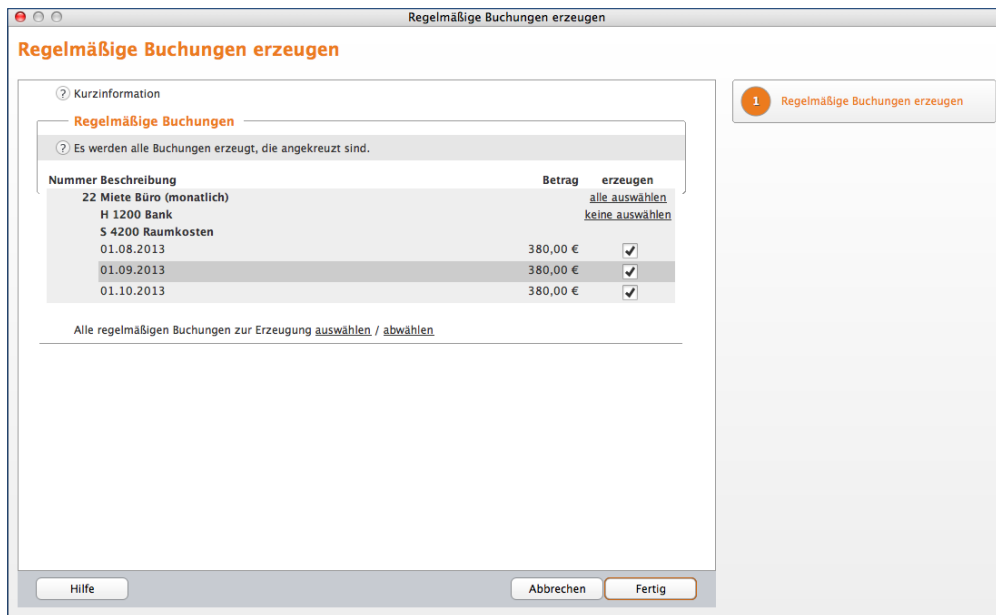 Regelmäßige Buchungen erzeugen
Regelmäßige Buchungen erzeugen
? Kurzinformation
Regelmäßige Buchungen
? Es werden alle Buchungen erzeugt, die angekreuzt sind.
Nummer Beschreibung Betrag erzeugen
22 Miete Büro (monatlich) alle auswählen
H 1200 Bank keine auswählen
S 4200 Raumkosten
01.08.2013 380,00 €
01.09.2013 380,00 €
01.10.2013 380,00 €
Alle regelmäßigen Buchungen zur Erzeugung auswählen / abwählen
Hilfe Abbrechen Fertig
1 Regelmäßige Buchungen erzeugen